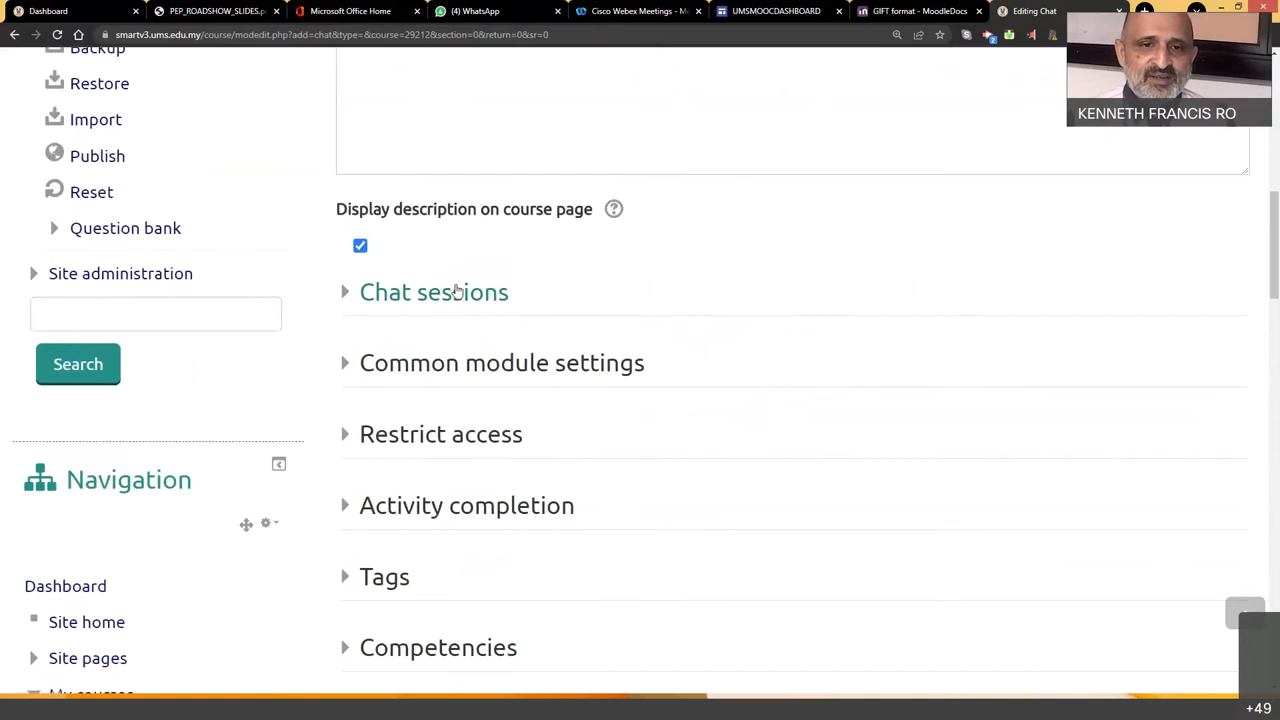 Dashboard
PEP_ROADSHOW_SLIDES.p
Microsoft Office Home
(4) WhatsApp
Cisco Webex Meetings - M
UMSMOOCDASHBOARD
GIFT format - MoodleDocs
Editing Chat
smartv3.ums.edu.my/course/modedit.php?add=chat&type=&course=29212&section=0&return=0&sr=0
Backup
Restore
Import
Publish
Reset
Question bank
Site administration
Search
Navigation
Dashboard
Site home
Site pages
My courses
Display description on course page
Chat sessions
Common module settings
Restrict access
Activity completion
Tags
Competencies
KENNETH FRANCIS RO
+49